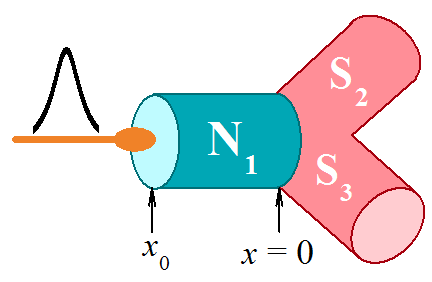 S₂
N₁
S₃
x₀
x = 0